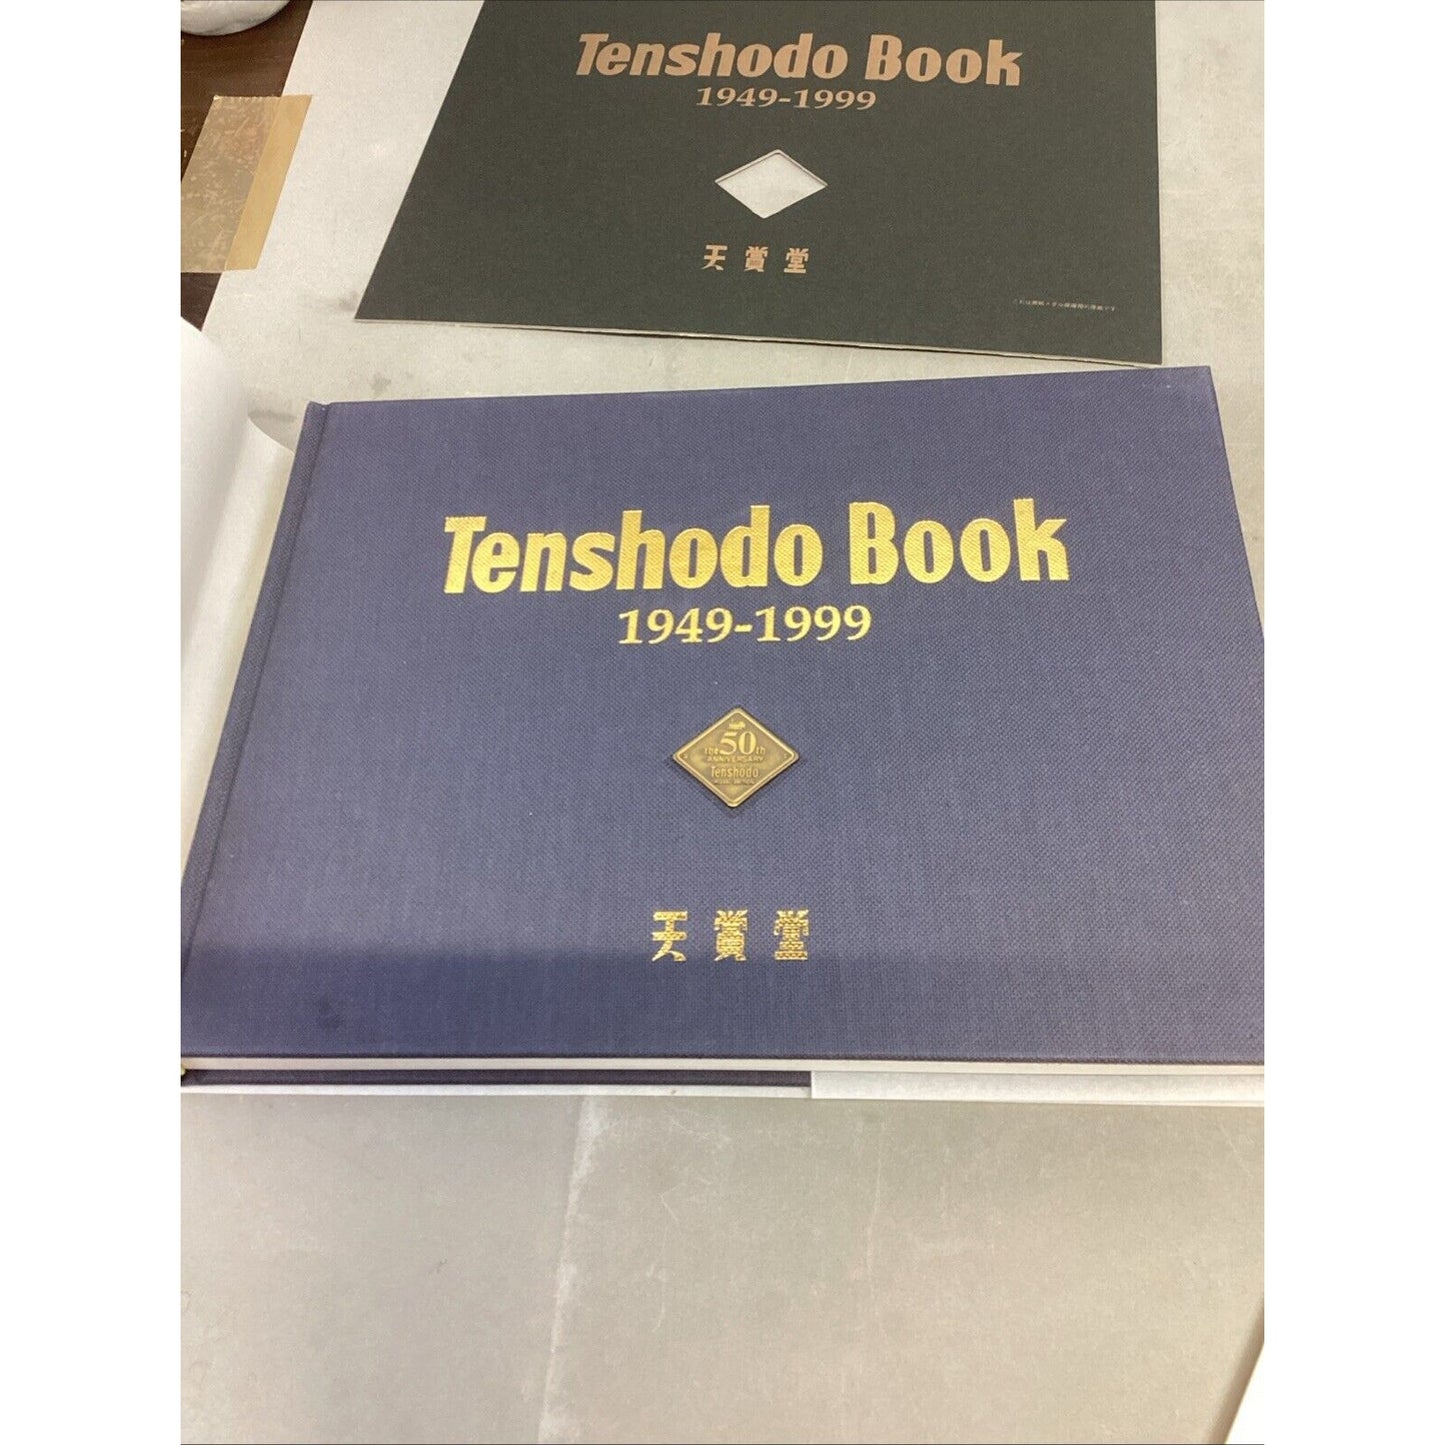 Tenshodo Book
1949-1999
天賞堂
Tenshodo Book
1949-1999
the 50th
ANNIVERSARY
Tenshodo
天賞堂